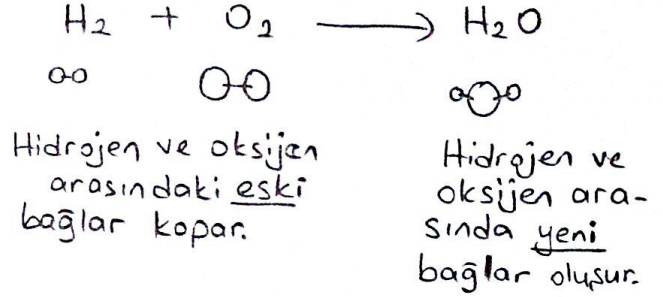 H₂ + O₂ ⟶ H₂O
Hidrojen ve oksijen
arasındaki eski
bağlar kopar.
Hidrojen ve
oksijen ara-
sında yeni
bağlar oluşur.